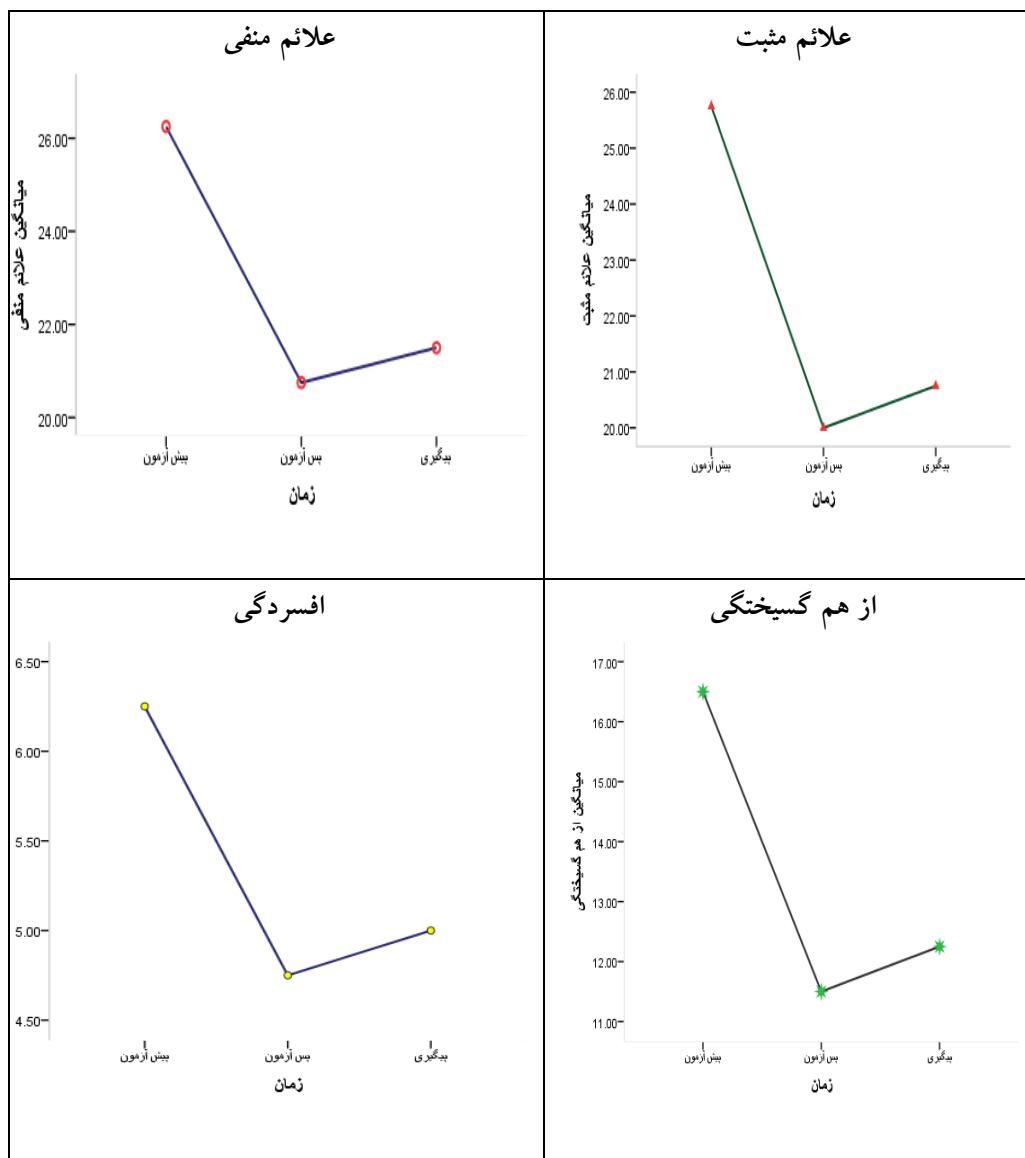 علائم مثبت
میانگین علائم مثبت
26.00
25.00
24.00
23.00
22.00
21.00
20.00
پیش آزمون
پس آزمون
پیگیری
زمان
علائم منفی
میانگین علائم منفی
26.00
24.00
22.00
20.00
پیش آزمون
پس آزمون
پیگیری
زمان
از هم گسیختگی
میانگین از هم گسیختگی
17.00
16.00
15.00
14.00
13.00
12.00
11.00
پیش آزمون
پس آزمون
پیگیری
زمان
افسردگی
6.50
6.00
5.50
5.00
4.50
پیش آزمون
پس آزمون
پیگیری
زمان